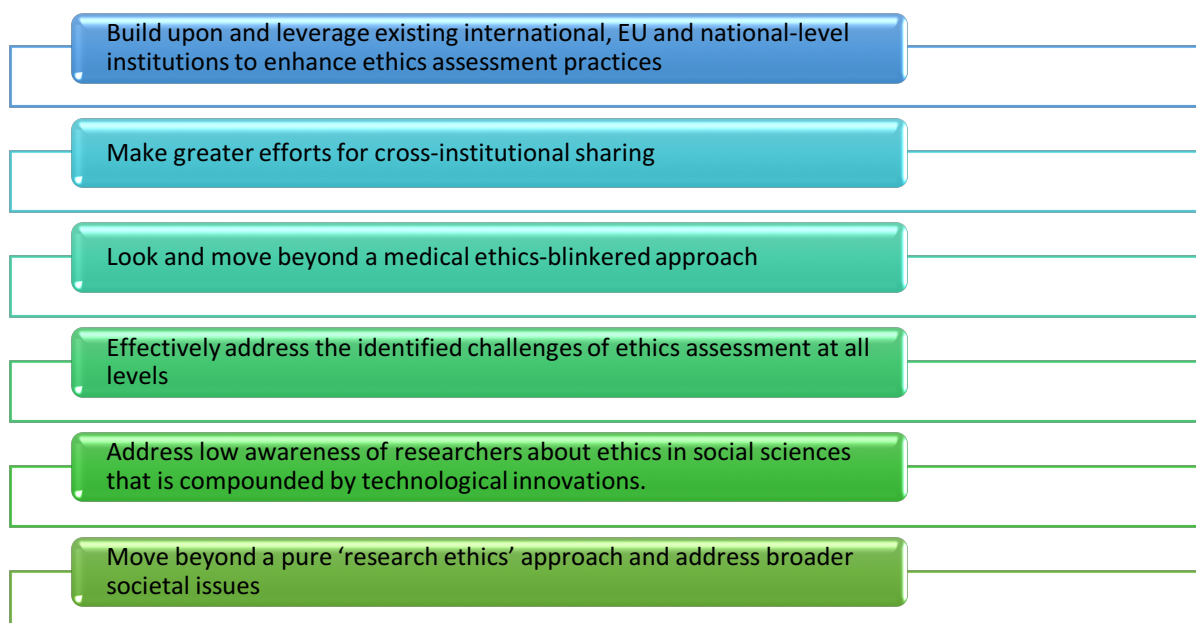 Build upon and leverage existing international, EU and national-level
institutions to enhance ethics assessment practices
Make greater efforts for cross-institutional sharing
Look and move beyond a medical ethics-blinkered approach
Effectively address the identified challenges of ethics assessment at all
levels
Address low awareness of researchers about ethics in social sciences
that is compounded by technological innovations.
Move beyond a pure ‘research ethics’ approach and address broader
societal issues